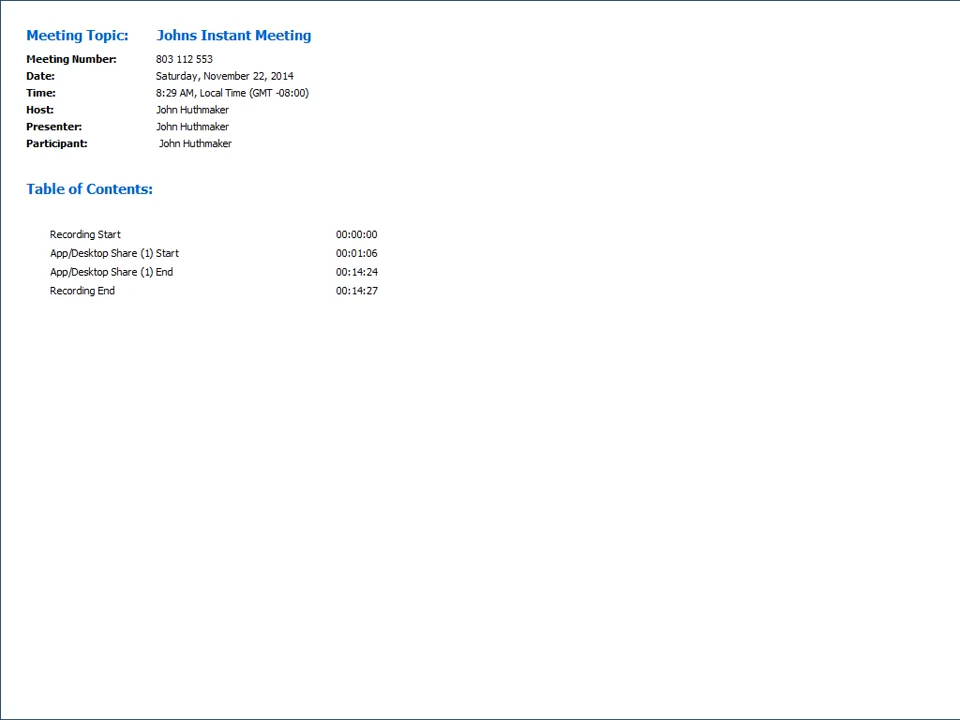 Meeting Topic: Johns Instant Meeting
Meeting Number: 803 112 553
Date: Saturday, November 22, 2014
Time: 8:29 AM, Local Time (GMT -08:00)
Host: John Huthmaker
Presenter: John Huthmaker
Participant: John Huthmaker
Table of Contents:
Recording Start 00:00:00
App/Desktop Share (1) Start 00:01:06
App/Desktop Share (1) End 00:14:24
Recording End 00:14:27